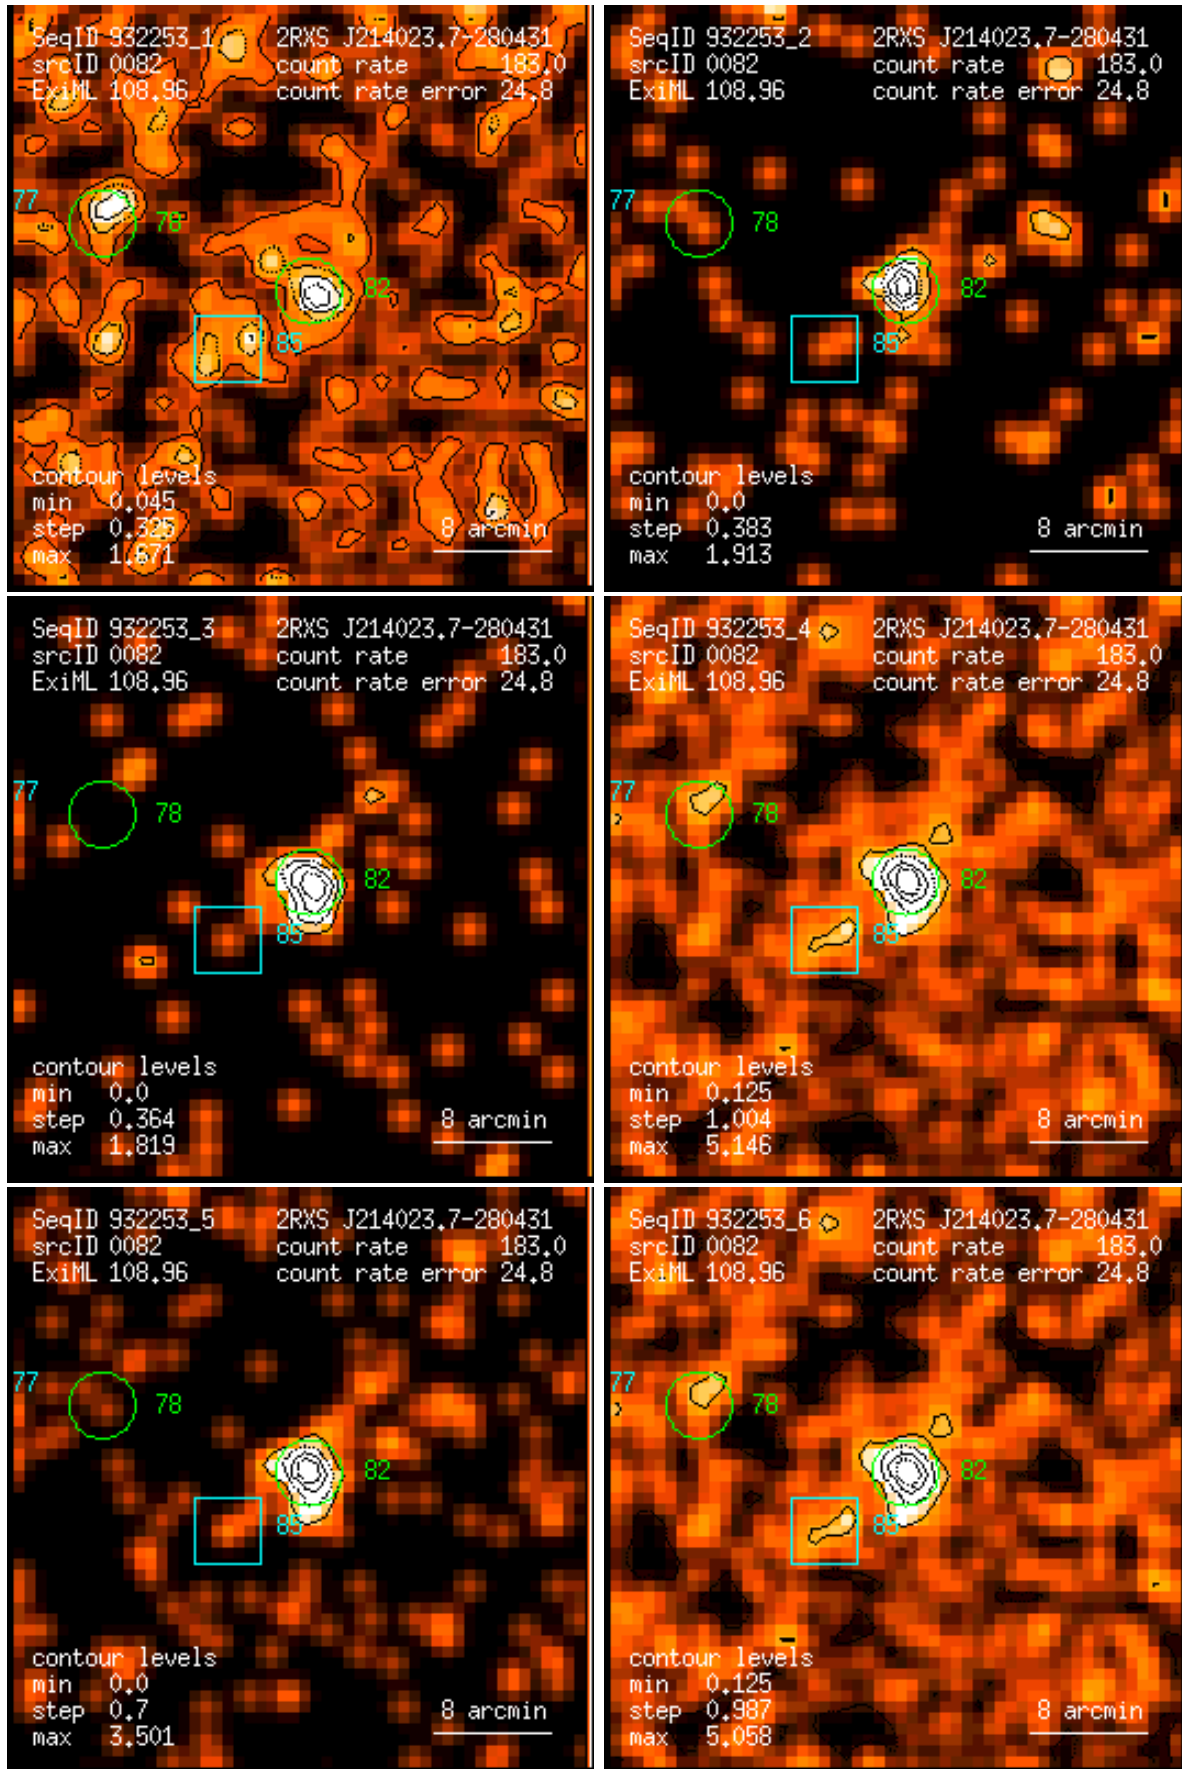 SeqID 932253_1 2RXS J214023.7-280431
srcID 0082 count rate 183.0
ExiML 108.96 count rate error 24.8
77
78
82
85
contour levels
min 0.045
step 0.325
max 1.671
8 arcmin
SeqID 932253_2 2RXS J214023.7-280431
srcID 0082 count rate 183.0
ExiML 108.96 count rate error 24.8
77
78
82
85
contour levels
min 0.0
step 0.383
max 1.913
8 arcmin
SeqID 932253_3 2RXS J214023.7-280431
srcID 0082 count rate 183.0
ExiML 108.96 count rate error 24.8
77
78
82
85
contour levels
min 0.0
step 0.364
max 1.819
8 arcmin
SeqID 932253_4 2RXS J214023.7-280431
srcID 0082 count rate 183.0
ExiML 108.96 count rate error 24.8
77
78
82
85
contour levels
min 0.125
step 1.004
max 5.146
8 arcmin
SeqID 932253_5 2RXS J214023.7-280431
srcID 0082 count rate 183.0
ExiML 108.96 count rate error 24.8
77
78
82
85
contour levels
min 0.0
step 0.7
max 3.501
8 arcmin
SeqID 932253_6 2RXS J214023.7-280431
srcID 0082 count rate 183.0
ExiML 108.96 count rate error 24.8
77
78
82
85
contour levels
min 0.125
step 0.987
max 5.058
8 arcmin